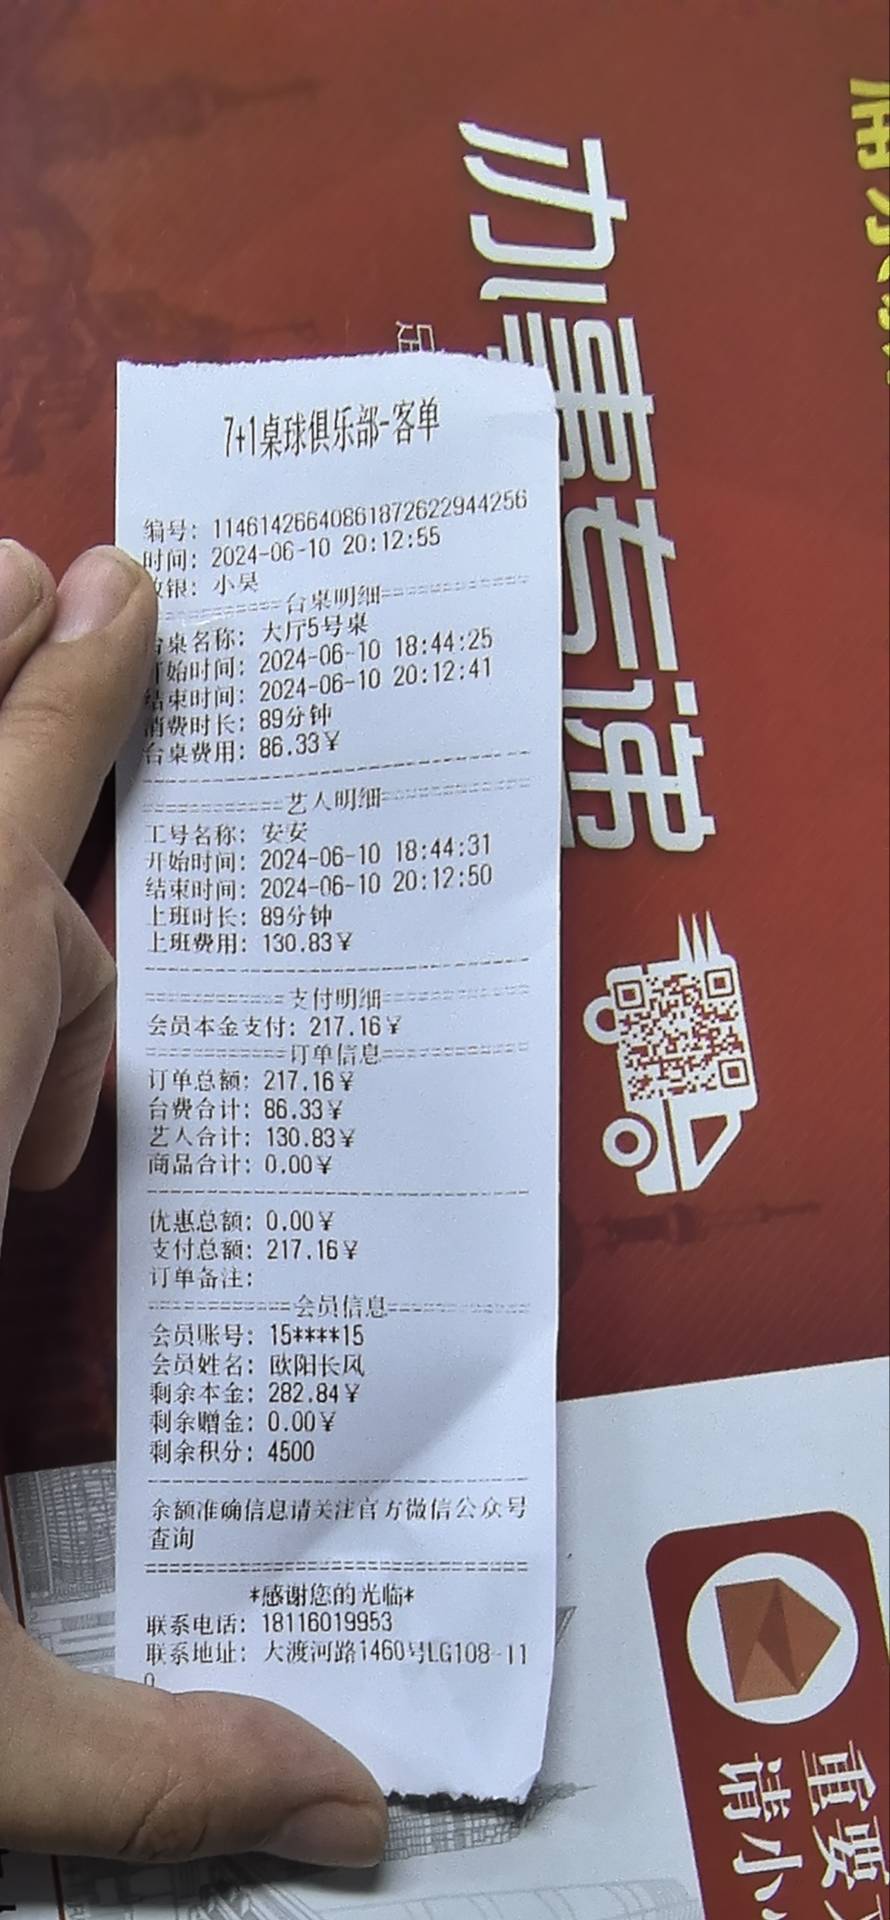 7+1桌球俱乐部-客单
编号: 11461426640861872622944256
时间: 2024-06-10 20:12:55
收银: 小昊
============台桌明细============
台桌名称: 大厅5号桌
开始时间: 2024-06-10 18:44:25
结束时间: 2024-06-10 20:12:41
消费时长: 89分钟
台桌费用: 86.33¥
============艺人明细============
工号名称: 安安
开始时间: 2024-06-10 18:44:31
结束时间: 2024-06-10 20:12:50
上班时长: 89分钟
上班费用: 130.83¥
============支付明细============
会员本金支付: 217.16¥
============订单信息============
订单总额: 217.16¥
台费合计: 86.33¥
艺人合计: 130.83¥
商品合计: 0.00¥
优惠总额: 0.00¥
支付总额: 217.16¥
订单备注:
============会员信息============
会员账号: 15****15
会员姓名: 欧阳长风
剩余本金: 282.84¥
剩余赠金: 0.00¥
剩余积分: 4500
余额准确信息请关注官方微信公众号
查询
*感谢您的光临*
联系电话: 18116019953
联系地址: 大渡河路1460号LG108-11
0
办事专递
重要
请小